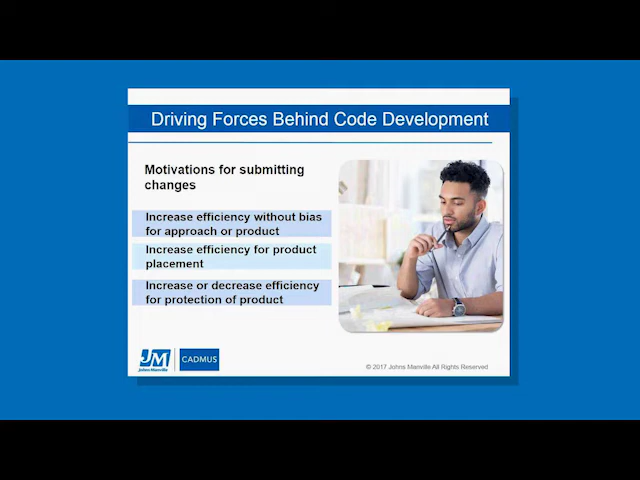 Driving Forces Behind Code Development
Motivations for submitting
changes
Increase efficiency without bias
for approach or product
Increase efficiency for product
placement
Increase or decrease efficiency
for protection of product
JM
Johns Manville
CADMUS
© 2017 Johns Manville All Rights Reserved